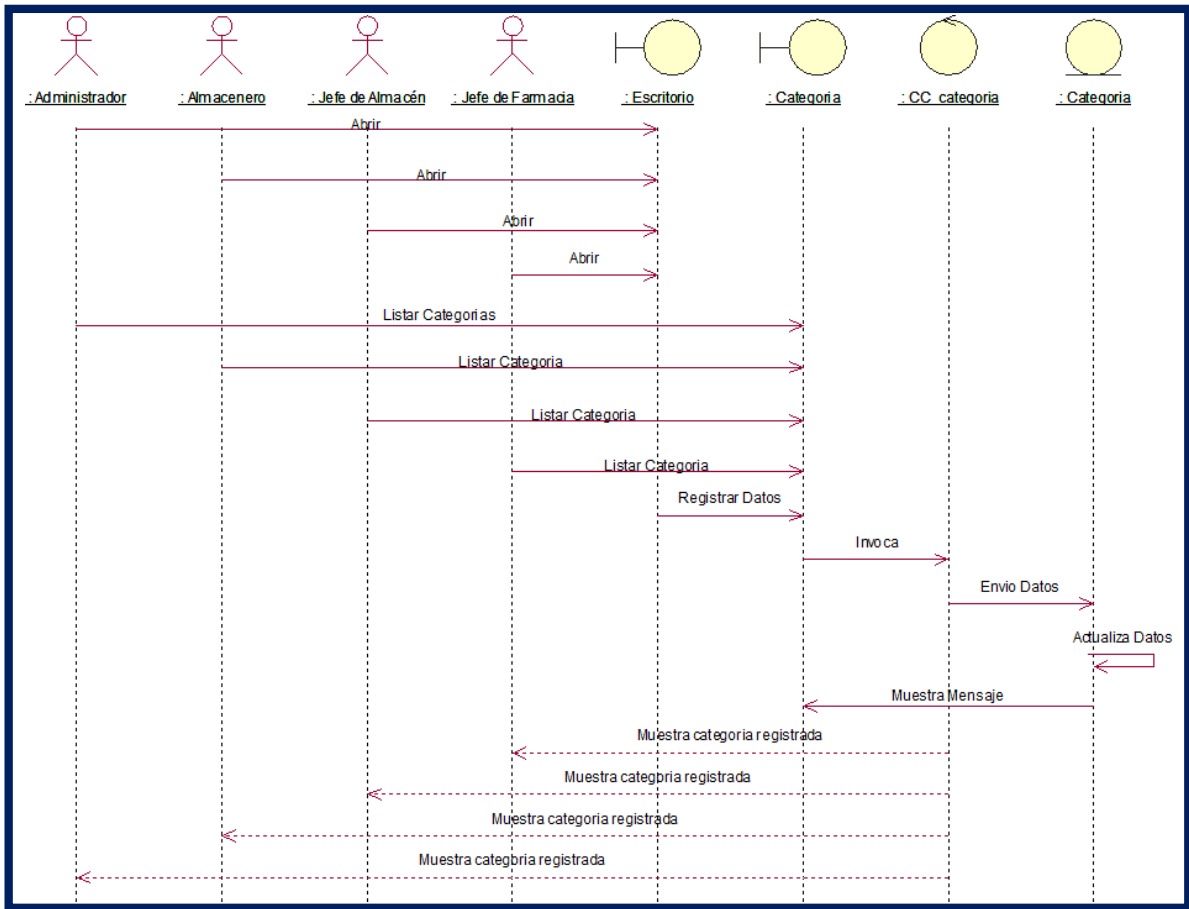 : Administrador
: Almacenero
: Jefe de Almacén
: Jefe de Farmacia
: Escritorio
: Categoria
: CC_categoria
: Categoria
Abrir
Abrir
Abrir
Abrir
Listar Categorias
Listar Categoria
Listar Categoria
Listar Categoria
Registrar Datos
Invoca
Envio Datos
Actualiza Datos
Muestra Mensaje
Muestra categoria registrada
Muestra categoria registrada
Muestra categoria registrada
Muestra categoria registrada